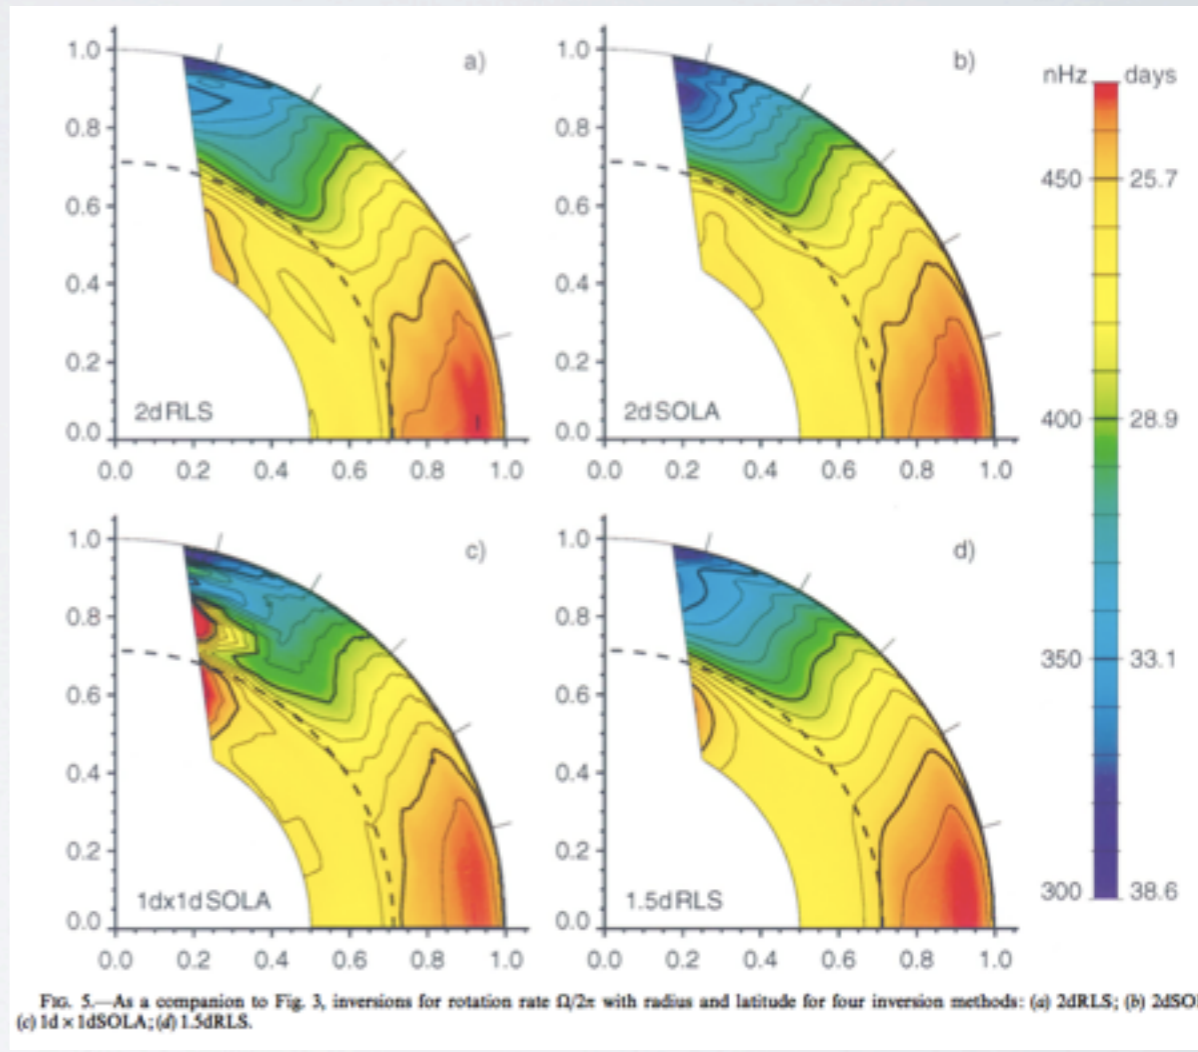 a)
1.0
0.8
0.6
0.4
0.2
0.0
2dRLS
0.0 0.2 0.4 0.6 0.8 1.0
b)
1.0
0.8
0.6
0.4
0.2
0.0
2dSOLA
0.0 0.2 0.4 0.6 0.8 1.0
nHz days
450 25.7
400 28.9
350 33.1
300 38.6
c)
1.0
0.8
0.6
0.4
0.2
0.0
1dx1dSOLA
0.0 0.2 0.4 0.6 0.8 1.0
d)
1.0
0.8
0.6
0.4
0.2
0.0
1.5dRLS
0.0 0.2 0.4 0.6 0.8 1.0
FIG. 5.—As a companion to Fig. 3, inversions for rotation rate Ω/2π with radius and latitude for four inversion methods: (a) 2dRLS; (b) 2dSOL
(c) 1d × 1dSOLA; (d) 1.5dRLS.